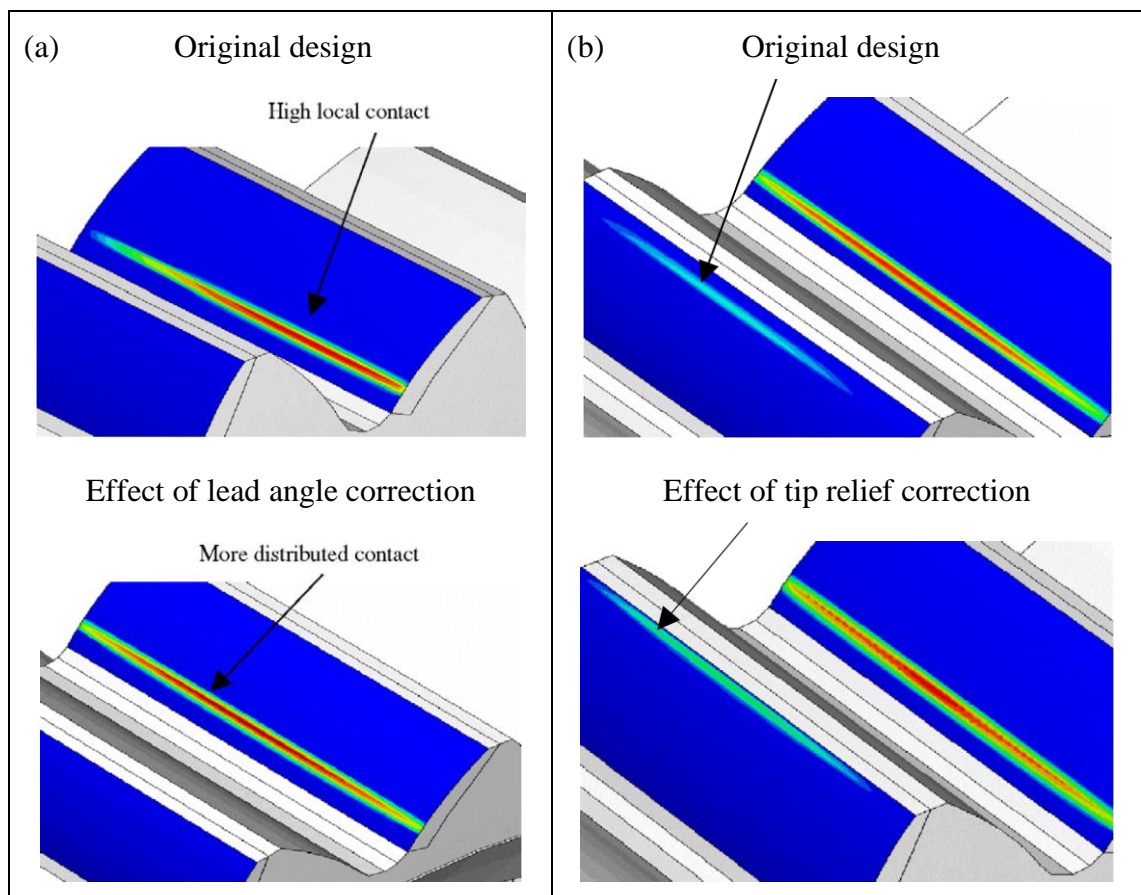 (a) Original design
High local contact
Effect of lead angle correction
More distributed contact
(b) Original design
Effect of tip relief correction